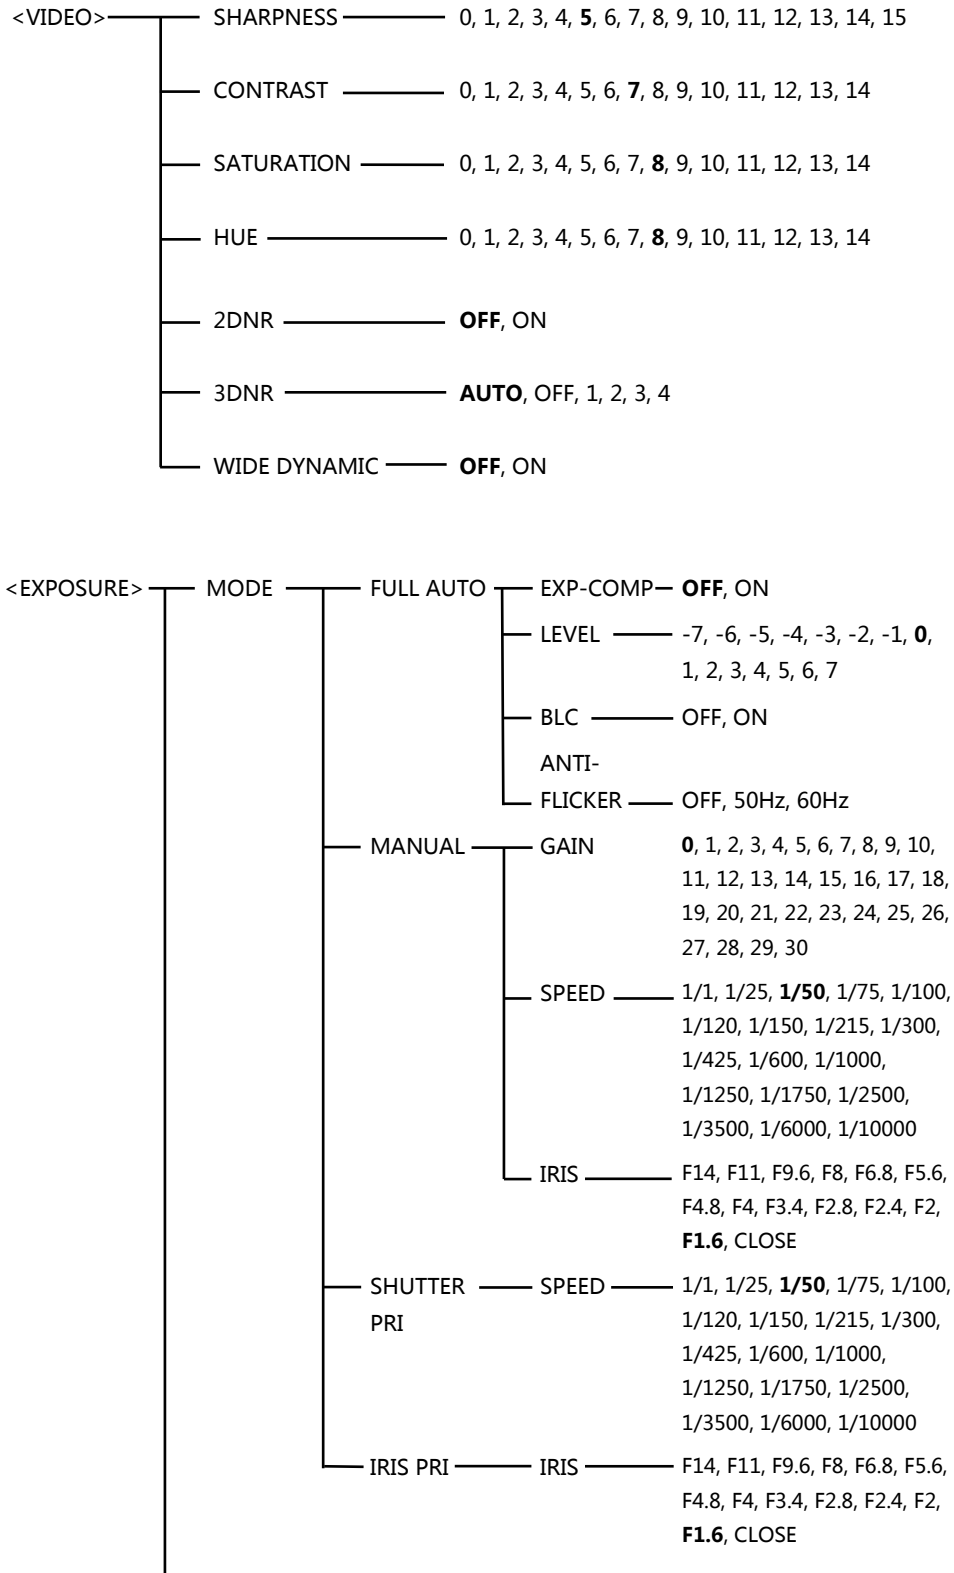 <VIDEO> SHARPNESS 0, 1, 2, 3, 4, 5, 6, 7, 8, 9, 10, 11, 12, 13, 14, 15
CONTRAST 0, 1, 2, 3, 4, 5, 6, 7, 8, 9, 10, 11, 12, 13, 14
SATURATION 0, 1, 2, 3, 4, 5, 6, 7, 8, 9, 10, 11, 12, 13, 14
HUE 0, 1, 2, 3, 4, 5, 6, 7, 8, 9, 10, 11, 12, 13, 14
2DNR OFF, ON
3DNR AUTO, OFF, 1, 2, 3, 4
WIDE DYNAMIC OFF, ON
<EXPOSURE> MODE FULL AUTO EXP-COMP OFF, ON
LEVEL -7, -6, -5, -4, -3, -2, -1, 0,
1, 2, 3, 4, 5, 6, 7
BLC OFF, ON
ANTI-
FLICKER OFF, 50Hz, 60Hz
MANUAL GAIN 0, 1, 2, 3, 4, 5, 6, 7, 8, 9, 10,
11, 12, 13, 14, 15, 16, 17, 18,
19, 20, 21, 22, 23, 24, 25, 26,
27, 28, 29, 30
SPEED 1/1, 1/25, 1/50, 1/75, 1/100,
1/120, 1/150, 1/215, 1/300,
1/425, 1/600, 1/1000,
1/1250, 1/1750, 1/2500,
1/3500, 1/6000, 1/10000
IRIS F14, F11, F9.6, F8, F6.8, F5.6,
F4.8, F4, F3.4, F2.8, F2.4, F2,
F1.6, CLOSE
SHUTTER SPEED 1/1, 1/25, 1/50, 1/75, 1/100,
PRI 1/120, 1/150, 1/215, 1/300,
1/425, 1/600, 1/1000,
1/1250, 1/1750, 1/2500,
1/3500, 1/6000, 1/10000
IRIS PRI IRIS F14, F11, F9.6, F8, F6.8, F5.6,
F4.8, F4, F3.4, F2.8, F2.4, F2,
F1.6, CLOSE